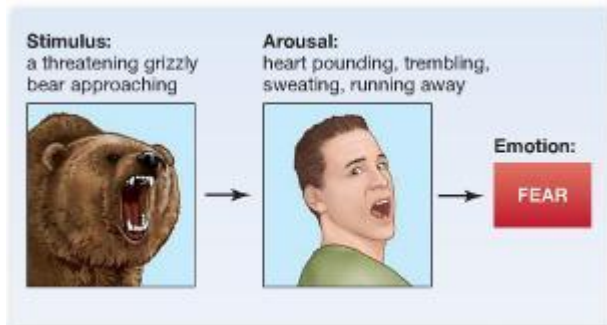 Stimulus:
a threatening grizzly
bear approaching
Arousal:
heart pounding, trembling,
sweating, running away
Emotion:
FEAR